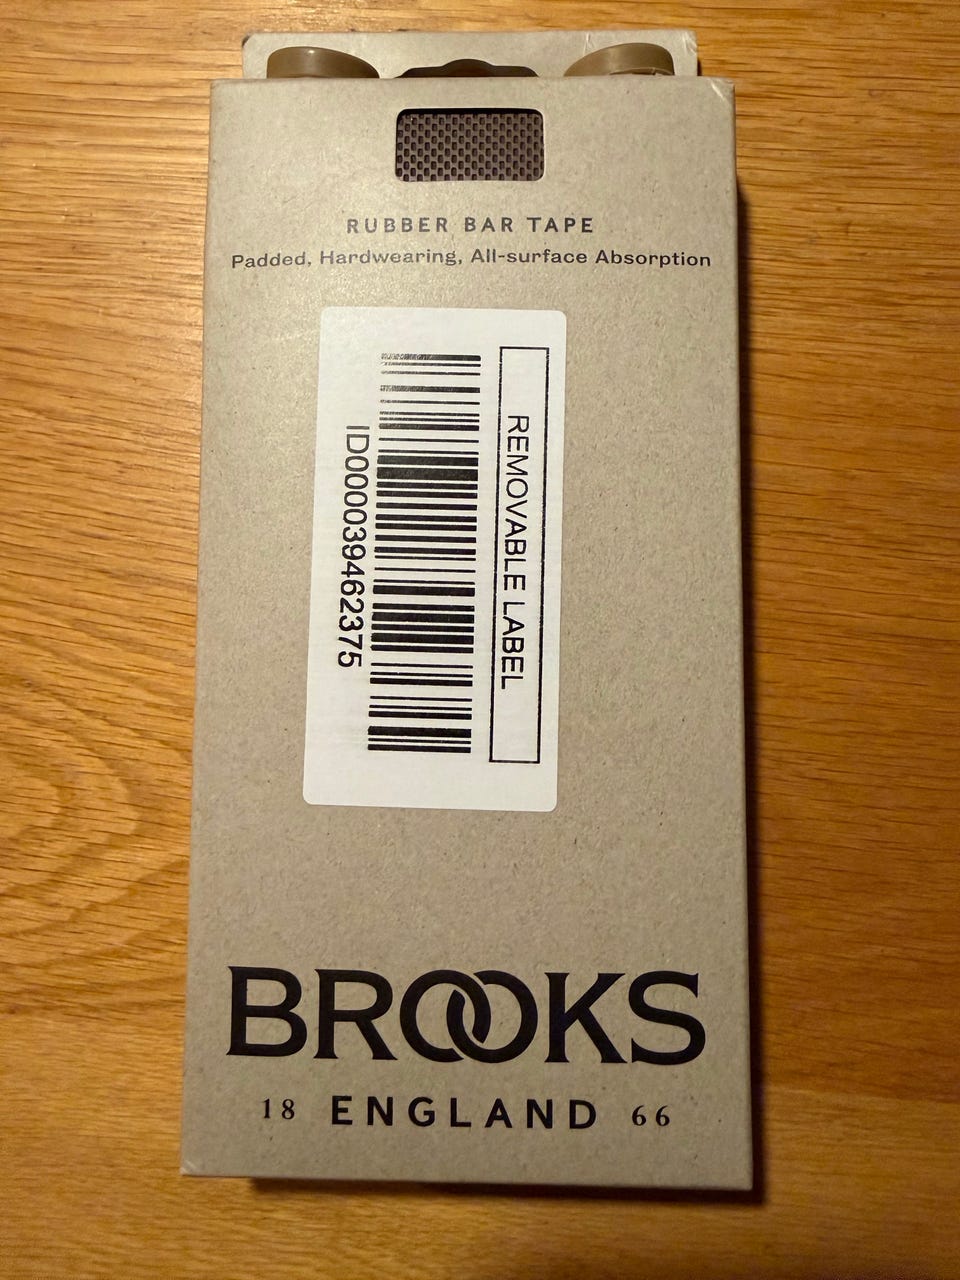 RUBBER BAR TAPE
Padded, Hardwearing, All-surface Absorption
REMOVABLE LABEL
ID000039462375
BROOKS
18 ENGLAND 66